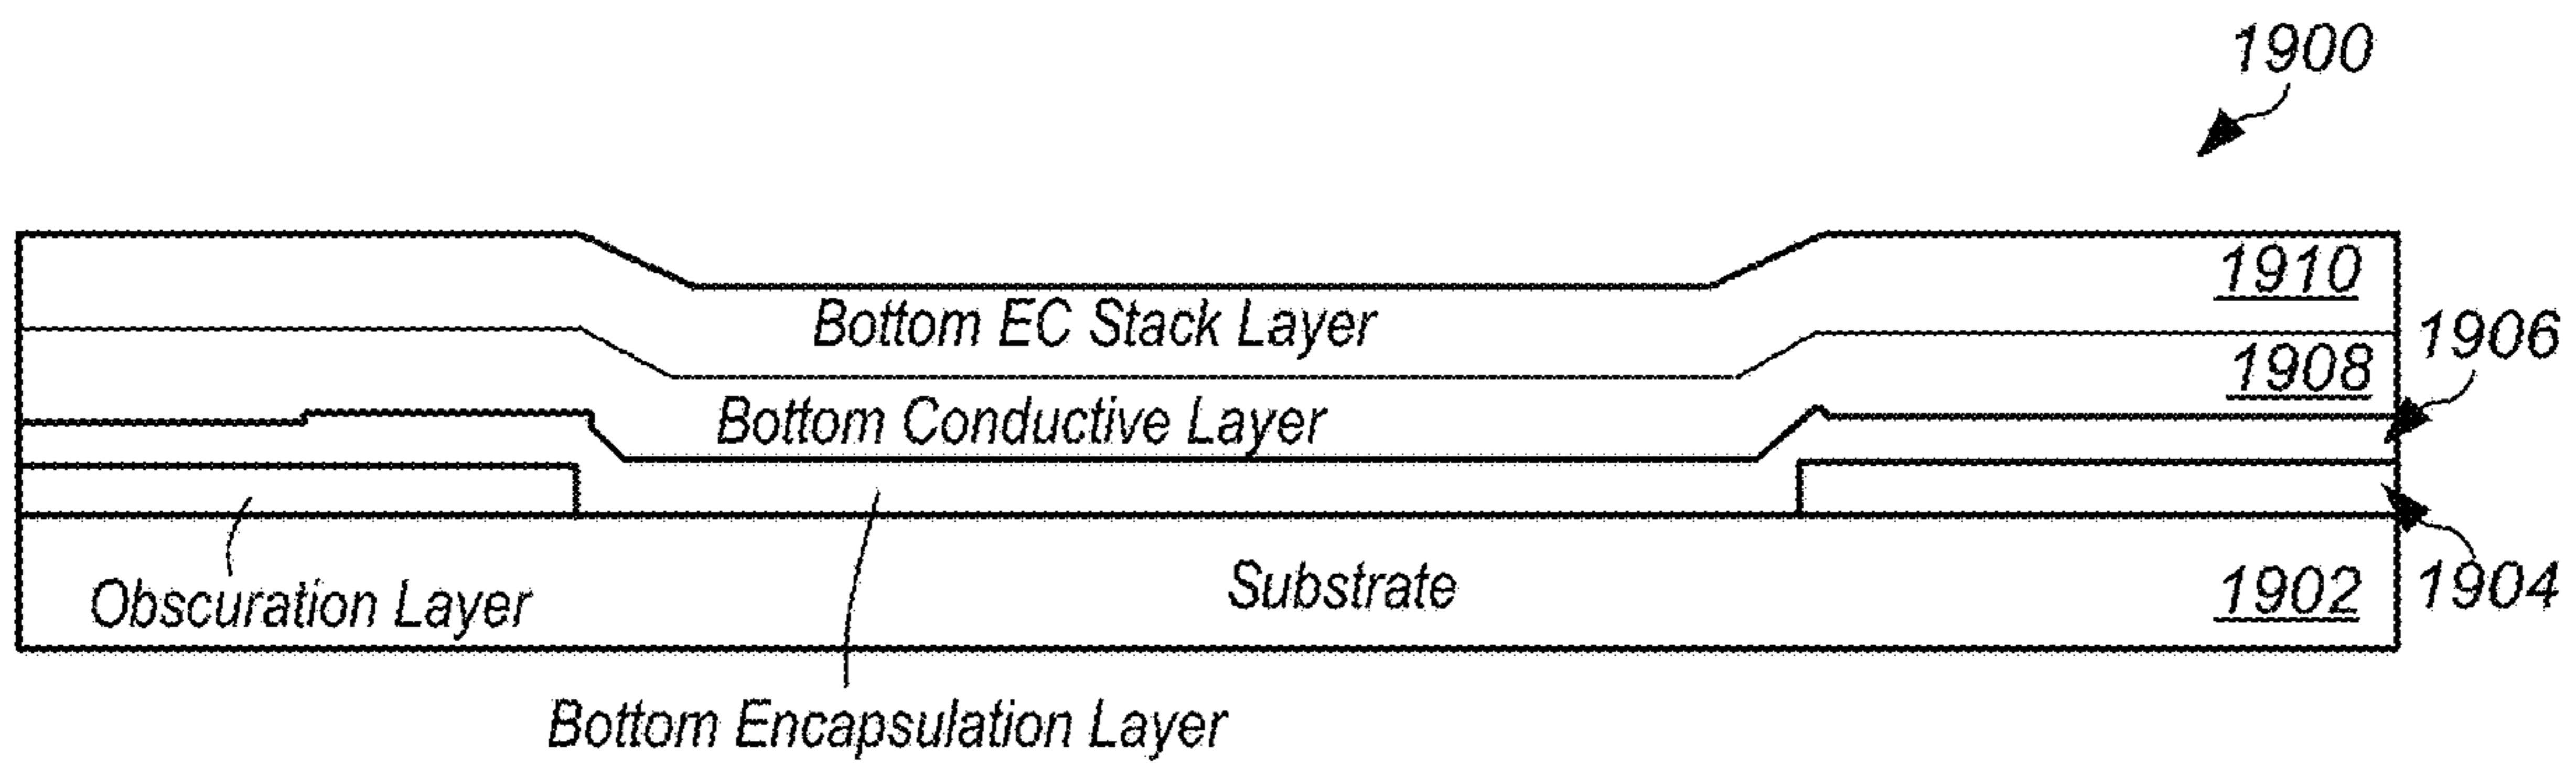 1900
1910
Bottom EC Stack Layer
1906
1908
Bottom Conductive Layer
Obscuration Layer
Substrate
1902
1904
Bottom Encapsulation Layer